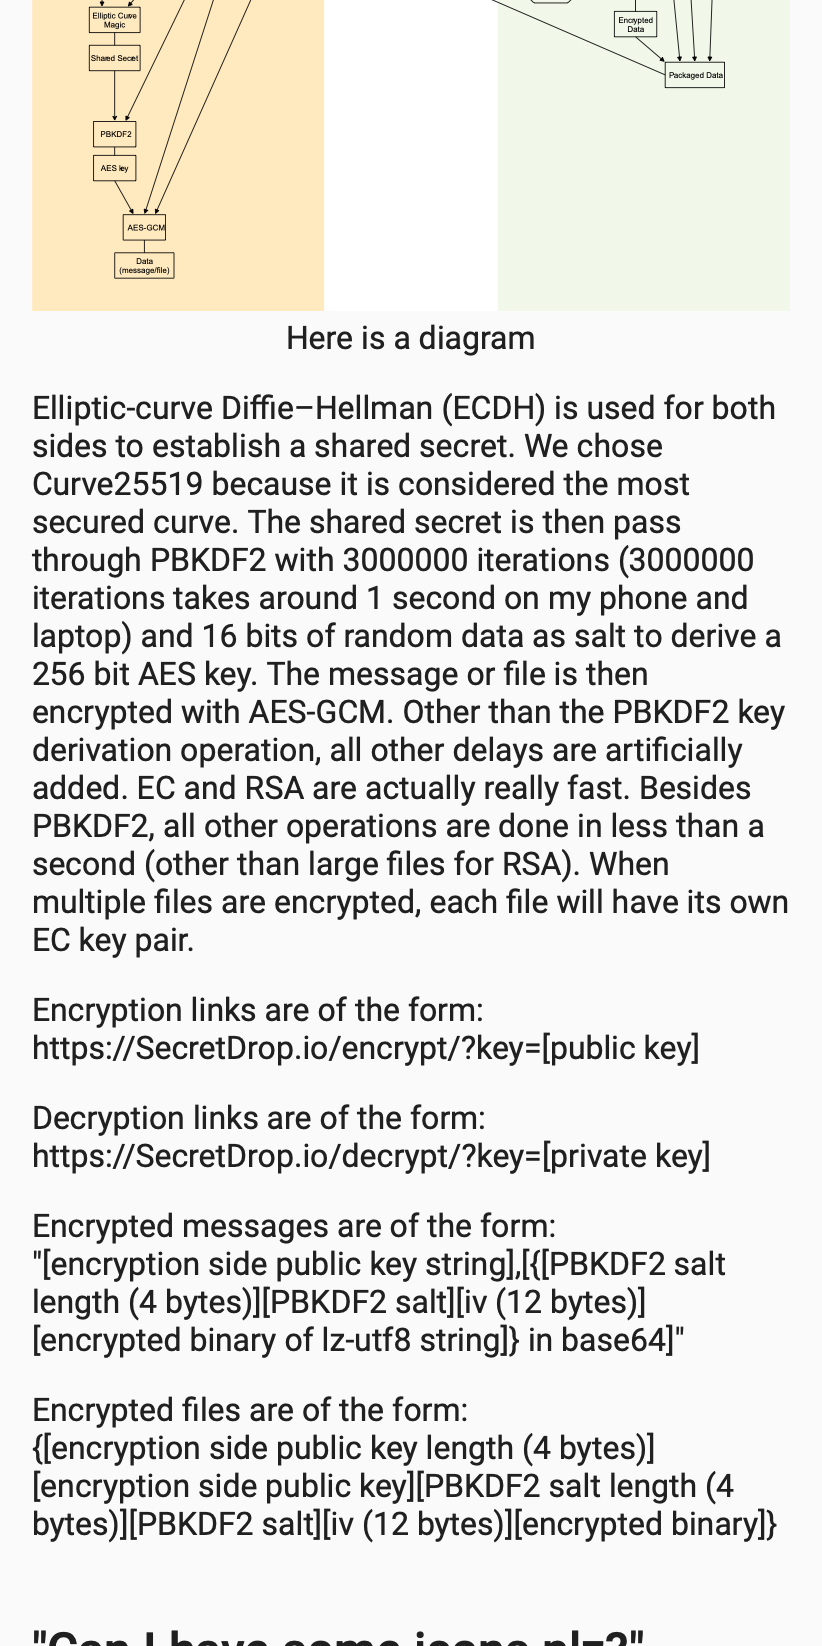 Elliptic Curve
Magic
Shared Secret
PBKDF2
AES key
AES-GCM
Data
(message/file)
Encrypted
Data
Packaged Data
Here is a diagram
Elliptic-curve Diffie–Hellman (ECDH) is used for both
sides to establish a shared secret. We chose
Curve25519 because it is considered the most
secured curve. The shared secret is then pass
through PBKDF2 with 3000000 iterations (3000000
iterations takes around 1 second on my phone and
laptop) and 16 bits of random data as salt to derive a
256 bit AES key. The message or file is then
encrypted with AES-GCM. Other than the PBKDF2 key
derivation operation, all other delays are artificially
added. EC and RSA are actually really fast. Besides
PBKDF2, all other operations are done in less than a
second (other than large files for RSA). When
multiple files are encrypted, each file will have its own
EC key pair.
Encryption links are of the form:
https://SecretDrop.io/encrypt/?key=[public key]
Decryption links are of the form:
https://SecretDrop.io/decrypt/?key=[private key]
Encrypted messages are of the form:
"[encryption side public key string],[{[PBKDF2 salt
length (4 bytes)][PBKDF2 salt][iv (12 bytes)]
[encrypted binary of lz-utf8 string]} in base64]"
Encrypted files are of the form:
{[encryption side public key length (4 bytes)]
[encryption side public key][PBKDF2 salt length (4
bytes)][PBKDF2 salt][iv (12 bytes)][encrypted binary]}
"Can I have some icons plz?"